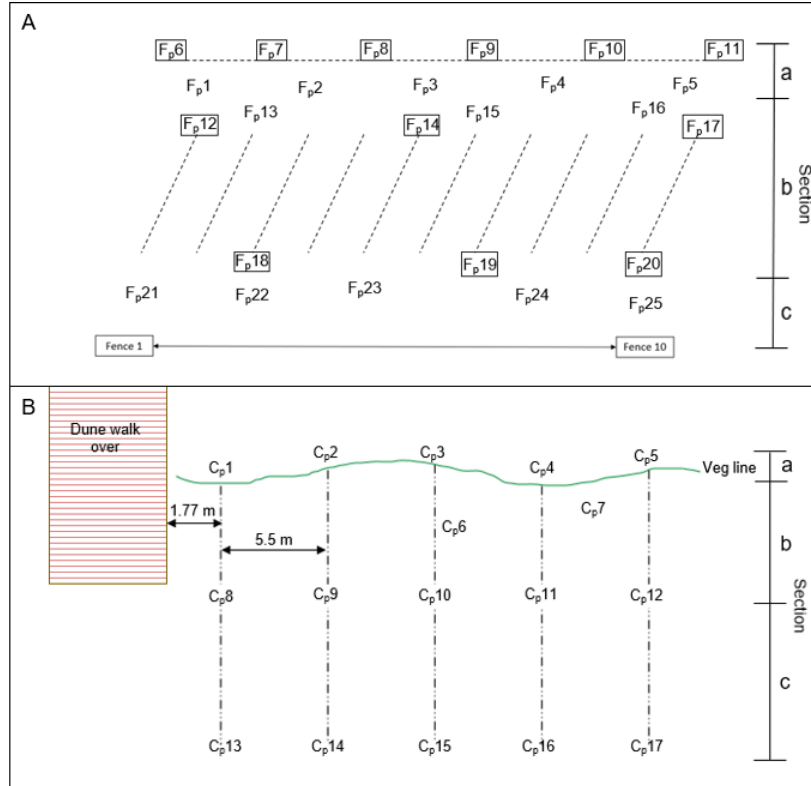 A
Fp6 Fp7 Fp8 Fp9 Fp10 Fp11
a
Fp1 Fp2 Fp3 Fp4 Fp5
Fp13 Fp15 Fp16
Fp12 Fp14 Fp17
b
Section
Fp18 Fp19 Fp20
Fp21 Fp22 Fp23 Fp24 Fp25
c
Fence 1 Fence 10
B
Dune walk
over
Cp1 Cp2 Cp3 Cp4 Cp5
Veg line
a
1.77 m
Cp6 Cp7
b
5.5 m
Cp8 Cp9 Cp10 Cp11 Cp12
Section
c
Cp13 Cp14 Cp15 Cp16 Cp17